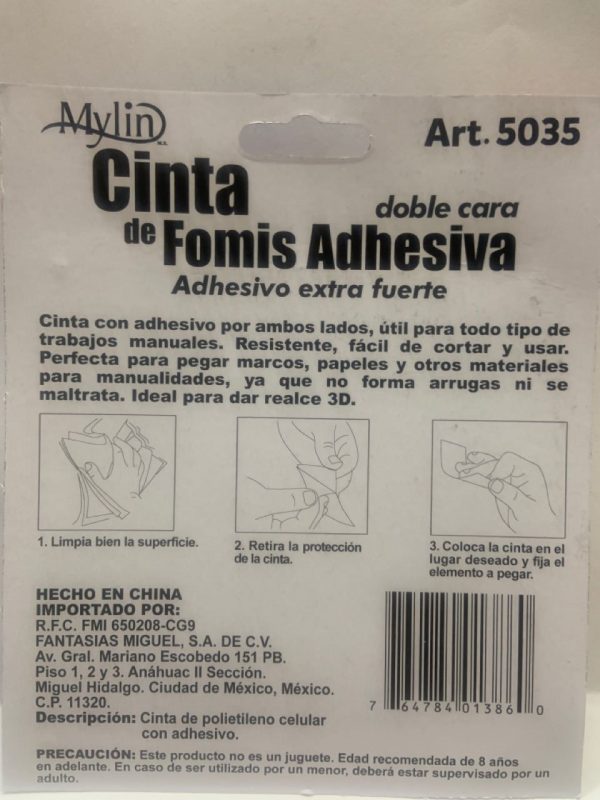 Mylin
Art. 5035
Cinta
doble cara
de Fomis Adhesiva
Adhesivo extra fuerte
Cinta con adhesivo por ambos lados, útil para todo tipo de
trabajos manuales. Resistente, fácil de cortar y usar.
Perfecta para pegar marcos, papeles y otros materiales
para manualidades, ya que no forma arrugas ni se
maltrata. Ideal para dar realce 3D.
1. Limpia bien la superficie.
2. Retira la protección
de la cinta.
3. Coloca la cinta en el
lugar deseado y fija el
elemento a pegar.
HECHO EN CHINA
IMPORTADO POR:
R.F.C. FMI 650208-CG9
FANTASIAS MIGUEL, S.A. DE C.V.
Av. Gral. Mariano Escobedo 151 PB.
Piso 1, 2 y 3. Anáhuac II Sección.
Miguel Hidalgo. Ciudad de México, México.
C.P. 11320.
Descripción: Cinta de polietileno celular
con adhesivo.
7 64784 01386 0
PRECAUCIÓN: Este producto no es un juguete. Edad recomendada de 8 años
en adelante. En caso de ser utilizado por un menor, deberá estar supervisado por un
adulto.